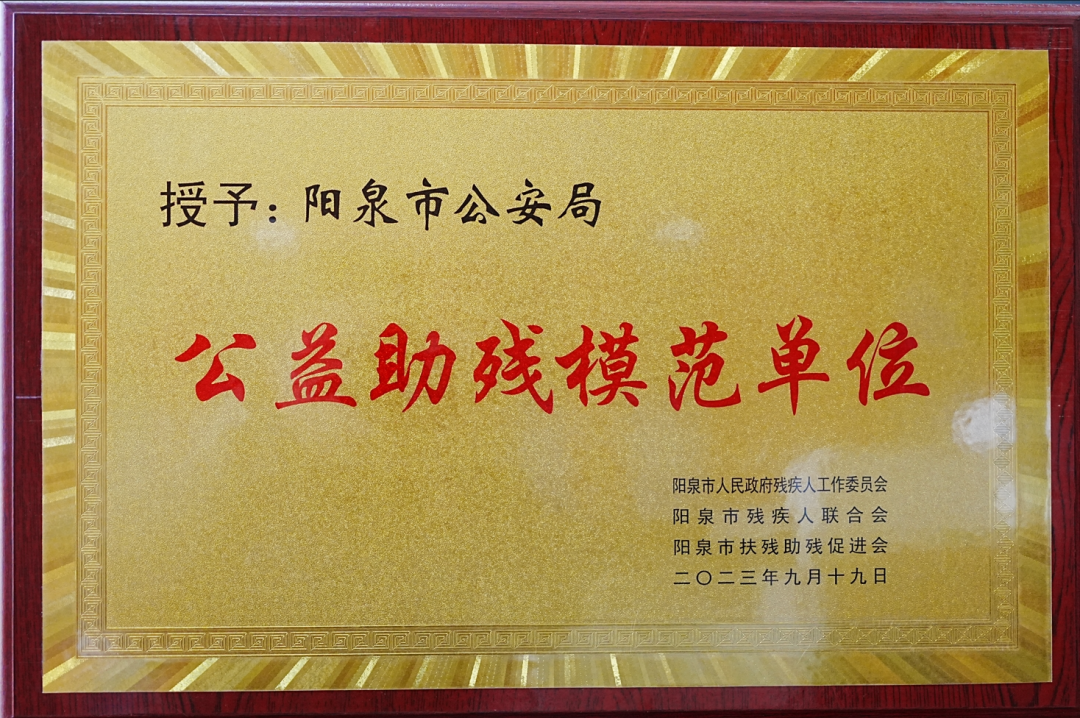 授予：阳泉市公安局
公益助残模范单位
阳泉市人民政府残疾人工作委员会
阳泉市残疾人联合会
阳泉市扶残助残促进会
二〇二三年九月十九日